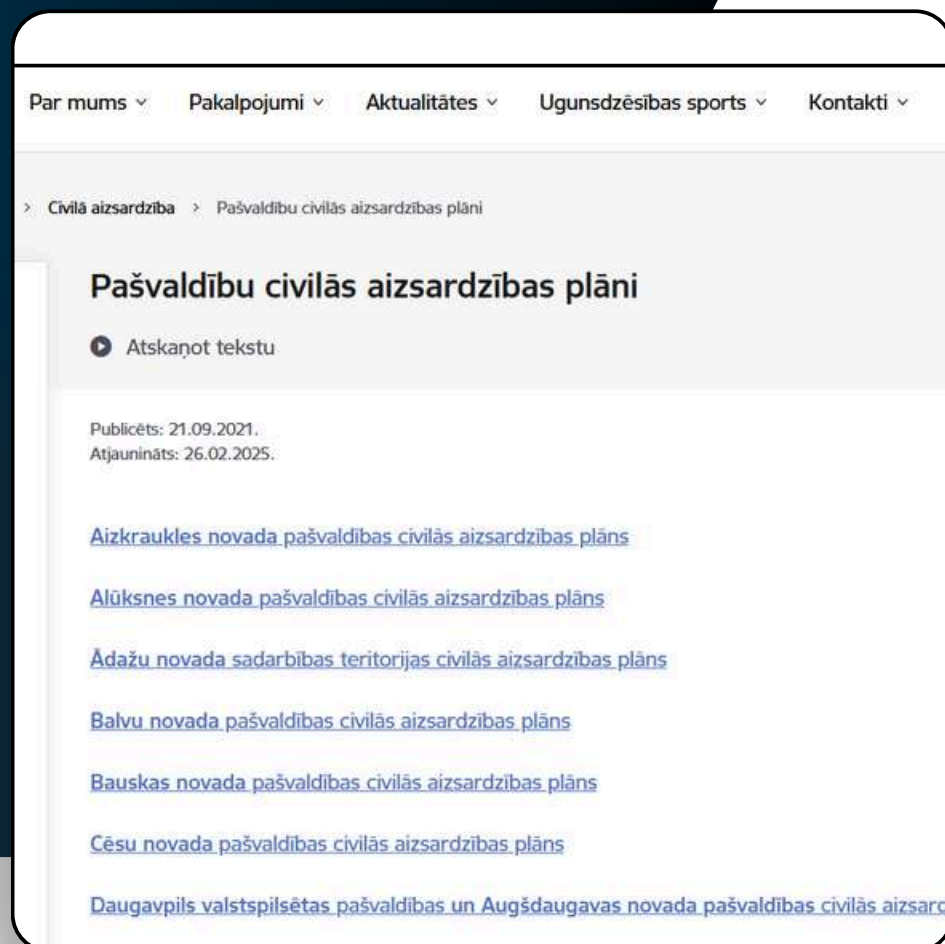 Par mums Pakalpojumi Aktualitātes Ugunsdzēsības sports Kontakti
> Civilā aizsardzība > Pašvaldību civilās aizsardzības plāni
Pašvaldību civilās aizsardzības plāni
Atskaņot tekstu
Publicēts: 21.09.2021.
Atjaunināts: 26.02.2025.
Aizkraukles novada pašvaldības civilās aizsardzības plāns
Alūksnes novada pašvaldības civilās aizsardzības plāns
Ādažu novada sadarbības teritorijas civilās aizsardzības plāns
Balvu novada pašvaldības civilās aizsardzības plāns
Bauskas novada pašvaldības civilās aizsardzības plāns
Cēsu novada pašvaldības civilās aizsardzības plāns
Daugavpils valstspilsētas pašvaldības un Augšdaugavas novada pašvaldības civilās